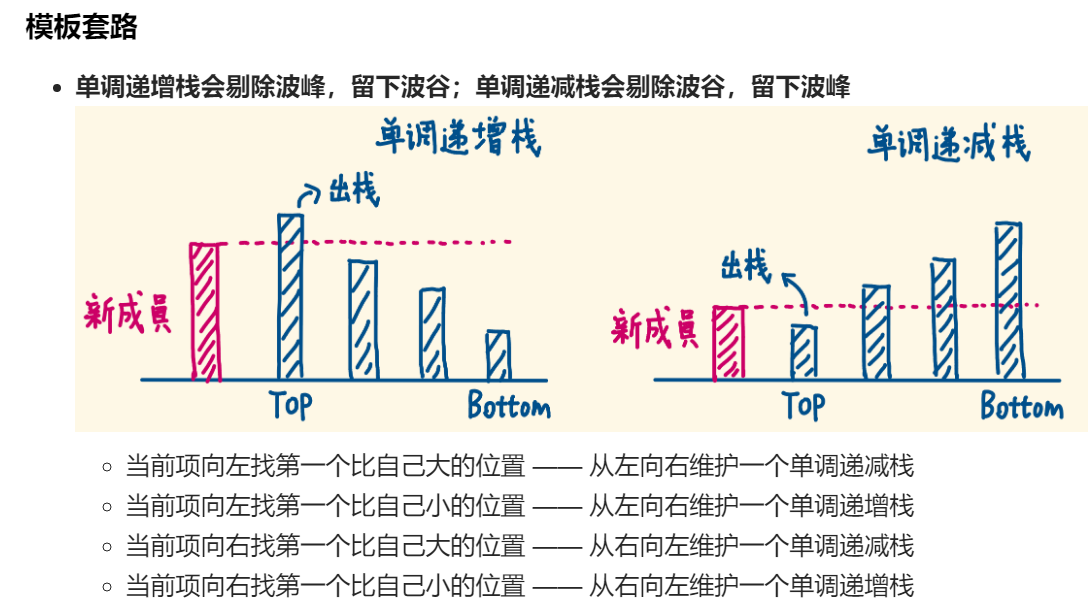 模板套路
单调递增栈会剔除波峰，留下波谷；单调递减栈会剔除波谷，留下波峰
单调递增栈
出栈
新成员
TOP
Bottom
单调递减栈
出栈
新成员
TOP
Bottom
当前项向左找第一个比自己大的位置 —— 从左向右维护一个单调递减栈
当前项向左找第一个比自己小的位置 —— 从左向右维护一个单调递增栈
当前项向右找第一个比自己大的位置 —— 从右向左维护一个单调递减栈
当前项向右找第一个比自己小的位置 —— 从右向左维护一个单调递增栈